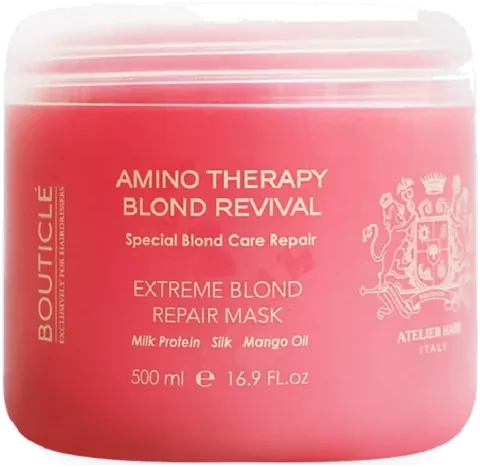 BOUTICLÉ
EXCLUSIVELY FOR HAIRDRESSERS
AMINO THERAPY
BLOND REVIVAL
Special Blond Care Repair
EXTREME BLOND
REPAIR MASK
Milk Protein Silk Mango Oil
500 ml ℮ 16.9 FL.oz
ATELIER HAIR
ITALY